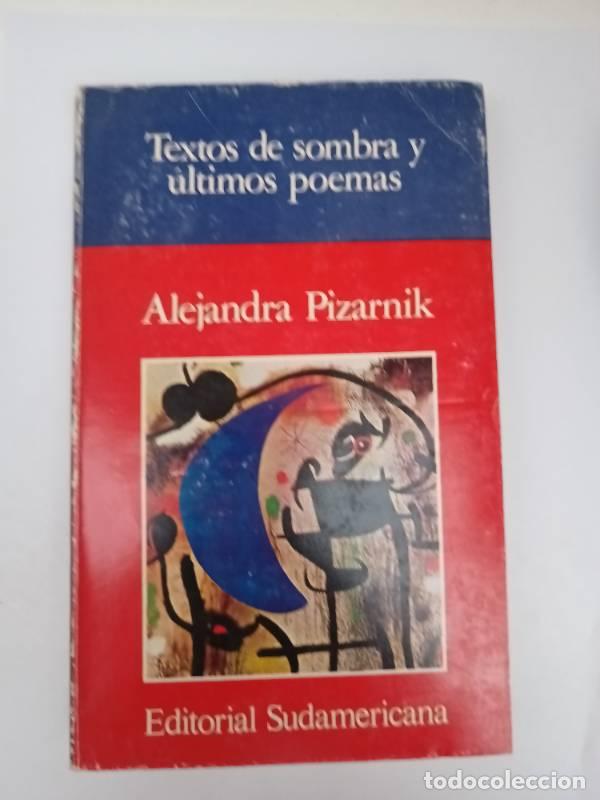 Textos de sombra y
últimos poemas
Alejandra Pizarnik
Editorial Sudamericana
todocoleccion